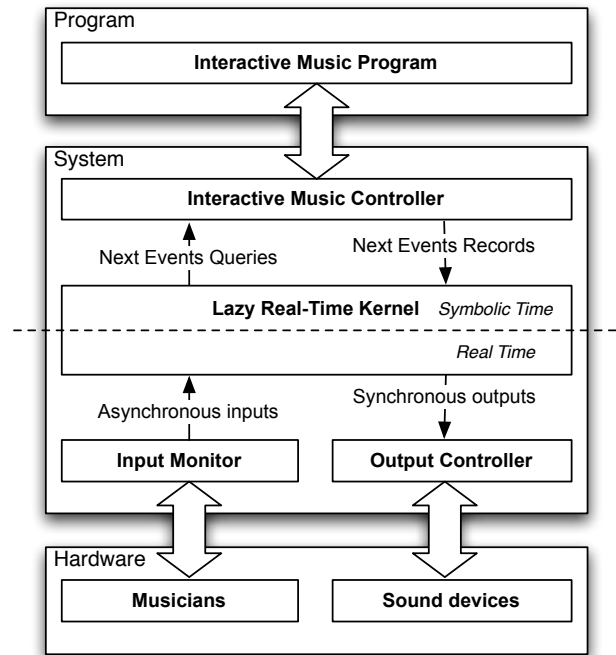 Program
Interactive Music Program
System
Interactive Music Controller
Next Events Queries
Next Events Records
Lazy Real-Time Kernel
Symbolic Time
Real Time
Asynchronous inputs
Synchronous outputs
Input Monitor
Output Controller
Hardware
Musicians
Sound devices